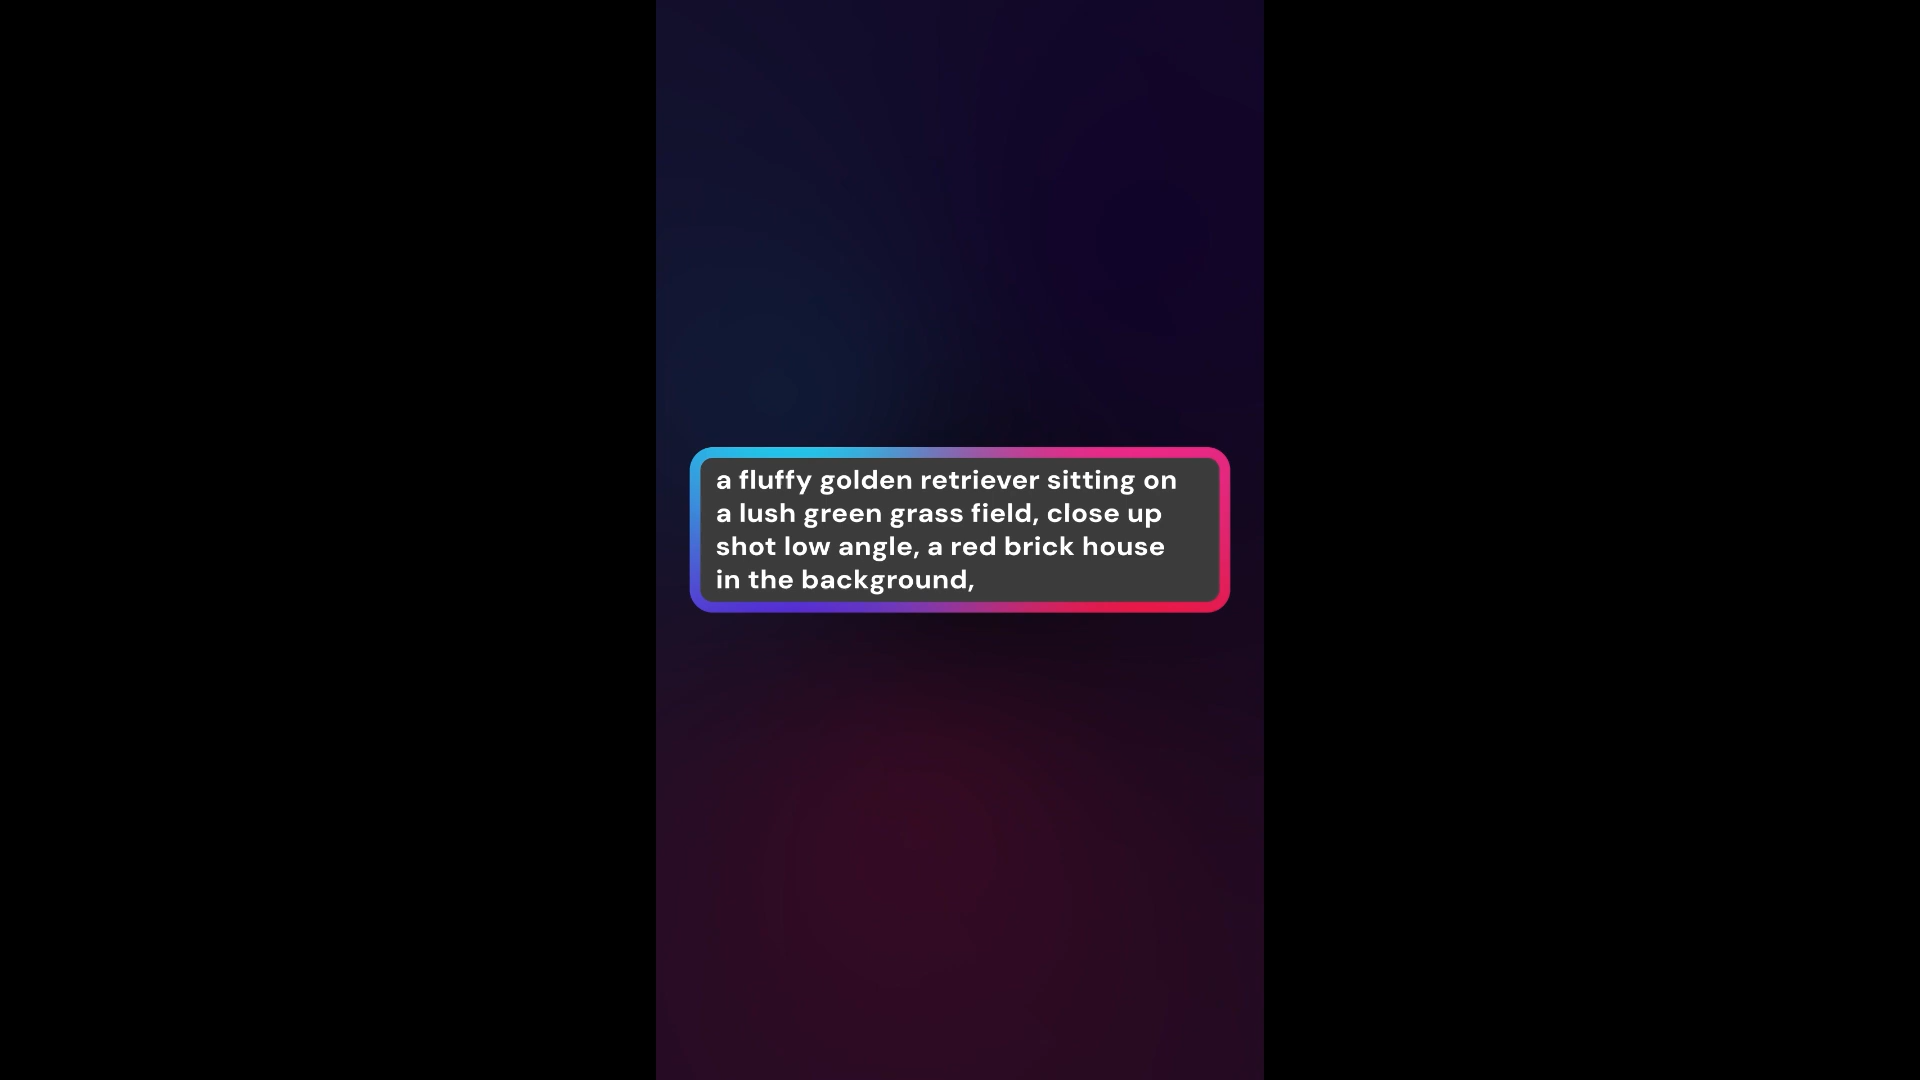 a fluffy golden retriever sitting on
a lush green grass field, close up
shot low angle, a red brick house
in the background,